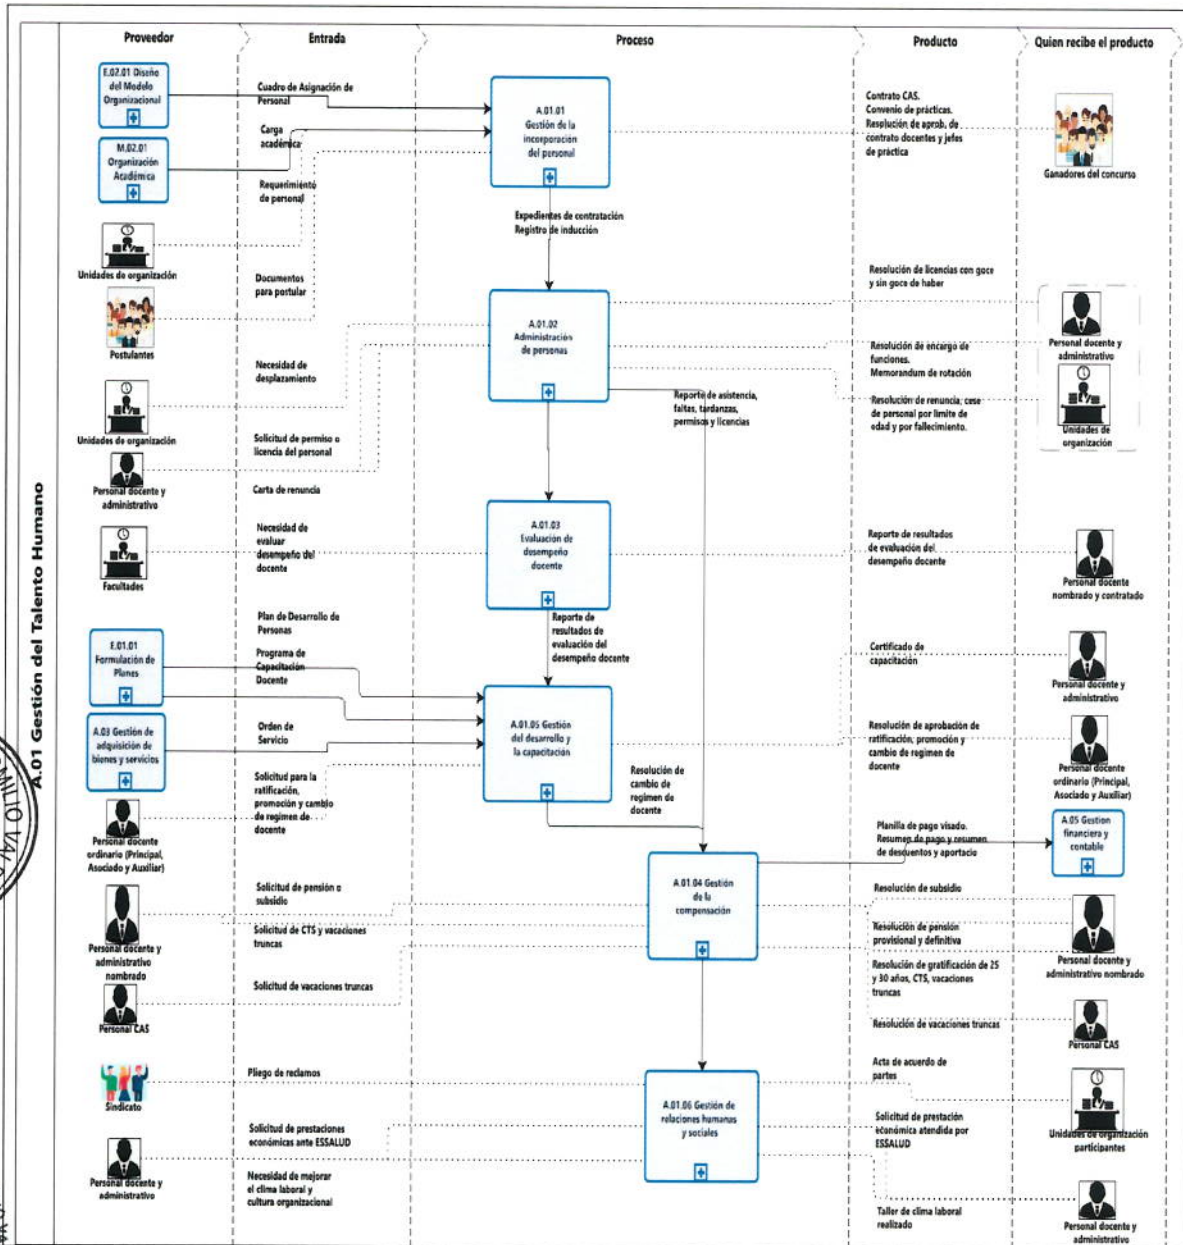 A.01 Gestión del Talento Humano
Proveedor
Entrada
Proceso
Producto
Quien recibe el producto
E.02.01 Diseño
del Modelo
Organizacional
Cuadro de Asignación de
Personal
M.02.01
Organización
Académica
Carga
académica
Requerimiento
de personal
Unidades de organización
Documentos
para postular
Postulantes
A.01.01
Gestión de la
incorporación
del personal
Contrato CAS.
Convenio de prácticas.
Resolución de aprob. de
contrato docentes y jefes
de práctica
Ganadores del concurso
Expedientes de contratación
Registro de inducción
Necesidad de
desplazamiento
Unidades de organización
Solicitud de permiso o
licencia del personal
Personal docente y
administrativo
Carta de renuncia
A.01.02
Administración
de personas
Resolución de licencias con goce
y sin goce de haber
Resolución de encargo de
funciones.
Memorandum de rotación
Resolución de renuncia, cese
de personal por limite de
edad y por fallecimiento.
Personal docente y
administrativo
Unidades de
organización
Reporte de asistencia,
faltas, tardanzas,
permisos y licencias
Necesidad de
evaluar
desempeño del
docente
Facultades
A.01.03
Evaluación de
desempeño
docente
Reporte de resultados
de evaluación del
desempeño docente
Personal docente
nombrado y contratado
Reporte de
resultados de
evaluación del
desempeño docente
Plan de Desarrollo de
Personas
E.01.01
Formulación de
Planes
Programa de
Capacitación
Docente
A.03 Gestión de
adquisición de
bienes y servicios
Orden de
Servicio
Solicitud para la
ratificación,
promoción y cambio
de regimen de
docente
Personal docente
ordinario (Principal,
Asociado y Auxiliar)
A.01.05 Gestión
del desarrollo y
la capacitación
Certificado de
capacitación
Personal docente y
administrativo
Resolución de aprobación de
ratificación, promoción y
cambio de regimen de
docente
Personal docente
ordinario (Principal,
Asociado y Auxiliar)
Resolución de
cambio de
regimen de
docente
Solicitud de pensión o
subsidio
Solicitud de CTS y vacaciones
truncas
Personal docente y
administrativo
nombrado
Solicitud de vacaciones truncas
Personal CAS
A.01.04 Gestión
de la
compensación
Planilla de pago visado.
Resumen de pago y resumen
de descuentos y aportacio
A.05 Gestion
financiera y
contable
Resolución de subsidio
Resolución de pensión
provisional y definitiva
Resolución de gratificación de 25
y 30 años, CTS, vacaciones
truncas
Personal docente y
administrativo nombrado
Resolución de vacaciones truncas
Personal CAS
Pliego de reclamos
Sindicato
Solicitud de prestaciones
económicas ante ESSALUD
Personal docente y
administrativo
Necesidad de mejorar
el clima laboral y
cultura organizacional
A.01.06 Gestión de
relaciones humanas
y sociales
Acta de acuerdo de
partes
Unidades de organización
participantes
Solicitud de prestación
económica atendida por
ESSALUD
Taller de clima laboral
realizado
Personal docente y
administrativo